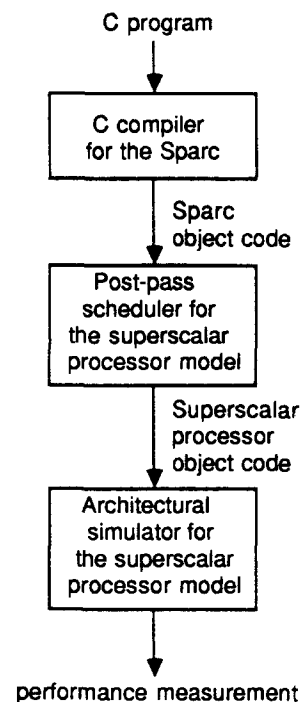 C program
C compiler
for the Sparc
Sparc
object code
Post-pass
scheduler for
the superscalar
processor model
Superscalar
processor
object code
Architectural
simulator for
the superscalar
processor model
performance measurement